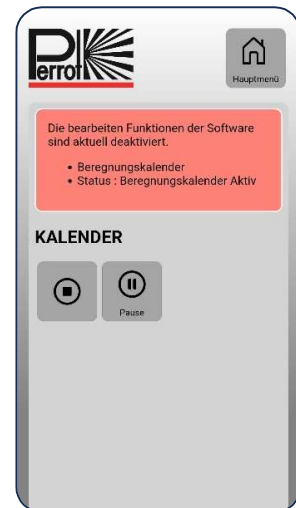 Perrot
Hauptmenü
Die bearbeiten Funktionen der Software
sind aktuell deaktiviert.
• Beregnungskalender
• Status : Beregnungskalender Aktiv
KALENDER
Pause